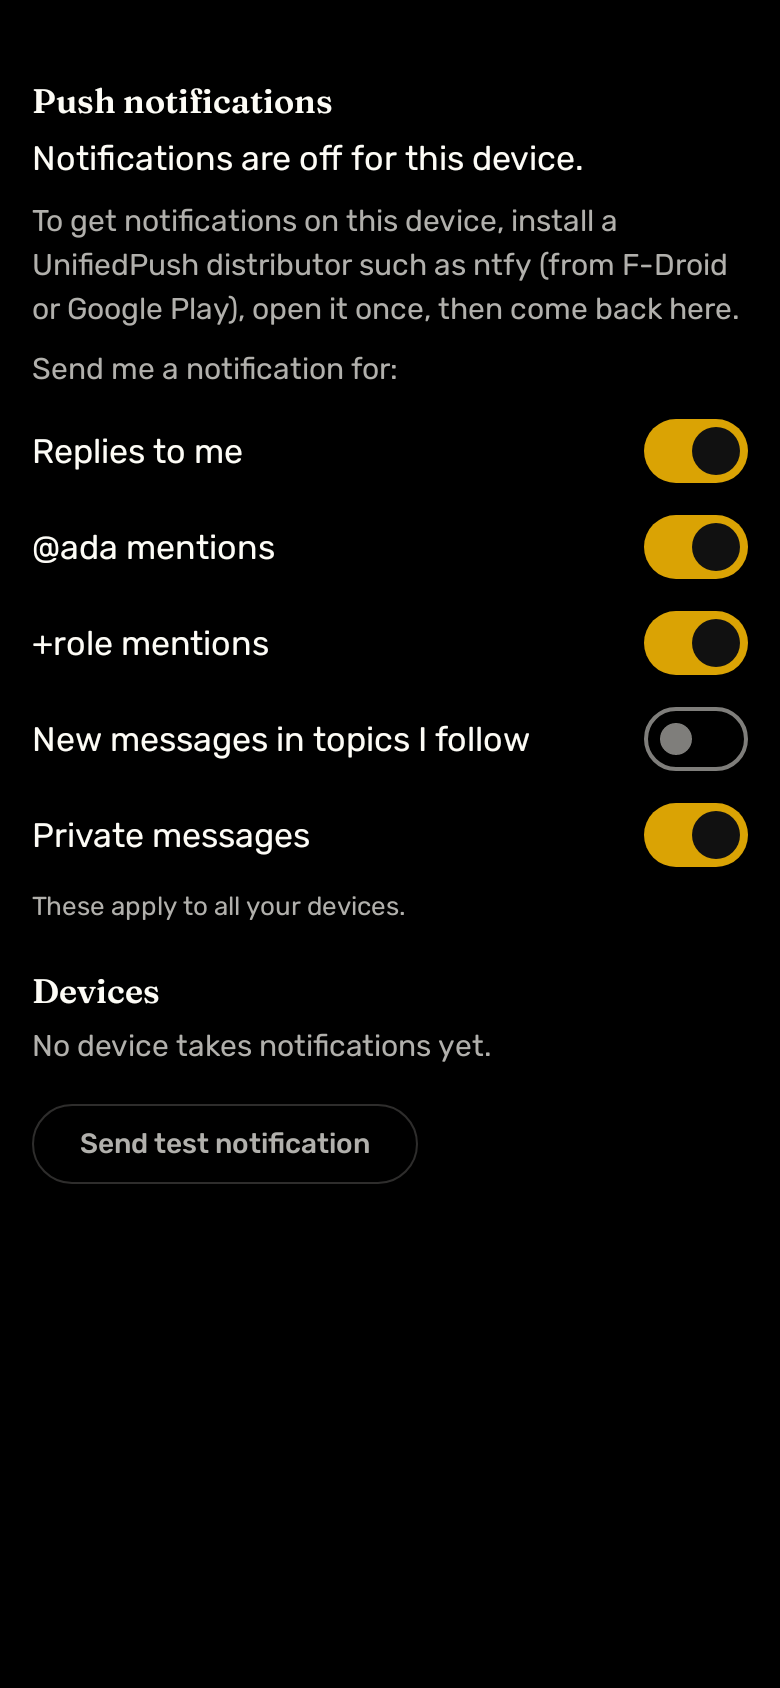 Push notifications
Notifications are off for this device.
To get notifications on this device, install a
UnifiedPush distributor such as ntfy (from F-Droid
or Google Play), open it once, then come back here.
Send me a notification for:
Replies to me
@ada mentions
+role mentions
New messages in topics I follow
Private messages
These apply to all your devices.
Devices
No device takes notifications yet.
Send test notification